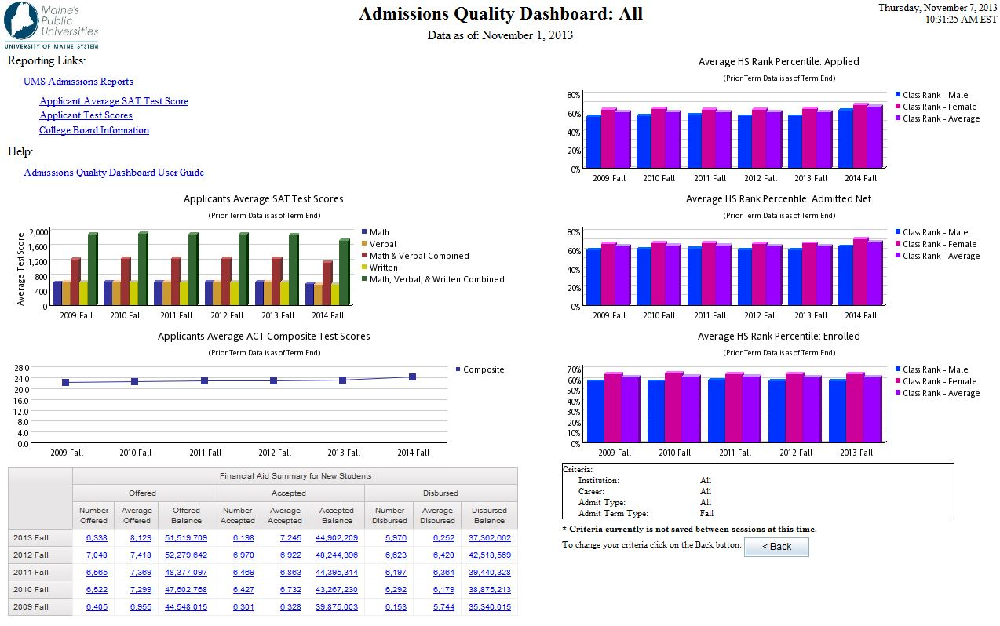 Maine's
Public
Universities
UNIVERSITY OF MAINE SYSTEM
Admissions Quality Dashboard: All
Data as of: November 1, 2013
Thursday, November 7, 2013
10:31:25 AM EST
Reporting Links:
UMS Admissions Reports
Applicant Average SAT Test Score
Applicant Test Scores
College Board Information
Help:
Admissions Quality Dashboard User Guide
Applicants Average SAT Test Scores
(Prior Term Data is as of Term End)
Average Test Score
2,000
1,600
1,200
800
400
0
2009 Fall 2010 Fall 2011 Fall 2012 Fall 2013 Fall 2014 Fall
Math
Verbal
Math & Verbal Combined
Written
Math, Verbal, & Written Combined
Applicants Average ACT Composite Test Scores
(Prior Term Data is as of Term End)
28.0
24.0
20.0
16.0
12.0
8.0
4.0
0.0
2009 Fall 2010 Fall 2011 Fall 2012 Fall 2013 Fall 2014 Fall
Composite
Financial Aid Summary for New Students
Offered Accepted Disbursed
Number Offered Average Offered Offered Balance Number Accepted Average Accepted Accepted Balance Number Disbursed Average Disbursed Disbursed Balance
2013 Fall 6,338 8,129 51,519,709 6,198 7,245 44,902,209 5,976 6,252 37,362,662
2012 Fall 7,048 7,418 52,279,642 6,970 6,922 48,244,396 6,623 6,420 42,518,569
2011 Fall 6,565 7,369 48,377,097 6,469 6,863 44,395,314 6,197 6,364 39,440,328
2010 Fall 6,522 7,299 47,602,768 6,427 6,732 43,267,230 6,292 6,179 38,875,213
2009 Fall 6,405 6,955 44,548,015 6,301 6,328 39,875,003 6,153 5,744 35,340,015
Average HS Rank Percentile: Applied
(Prior Term Data is as of Term End)
80%
60%
40%
20%
0%
2009 Fall 2010 Fall 2011 Fall 2012 Fall 2013 Fall 2014 Fall
Class Rank - Male
Class Rank - Female
Class Rank - Average
Average HS Rank Percentile: Admitted Net
(Prior Term Data is as of Term End)
80%
60%
40%
20%
0%
2009 Fall 2010 Fall 2011 Fall 2012 Fall 2013 Fall 2014 Fall
Class Rank - Male
Class Rank - Female
Class Rank - Average
Average HS Rank Percentile: Enrolled
(Prior Term Data is as of Term End)
70%
60%
50%
40%
30%
20%
10%
0%
2009 Fall 2010 Fall 2011 Fall 2012 Fall 2013 Fall
Class Rank - Male
Class Rank - Female
Class Rank - Average
Criteria:
Institution: All
Career: All
Admit Type: All
Admit Term Type: Fall
* Criteria currently is not saved between sessions at this time.
To change your criteria click on the Back button: < Back